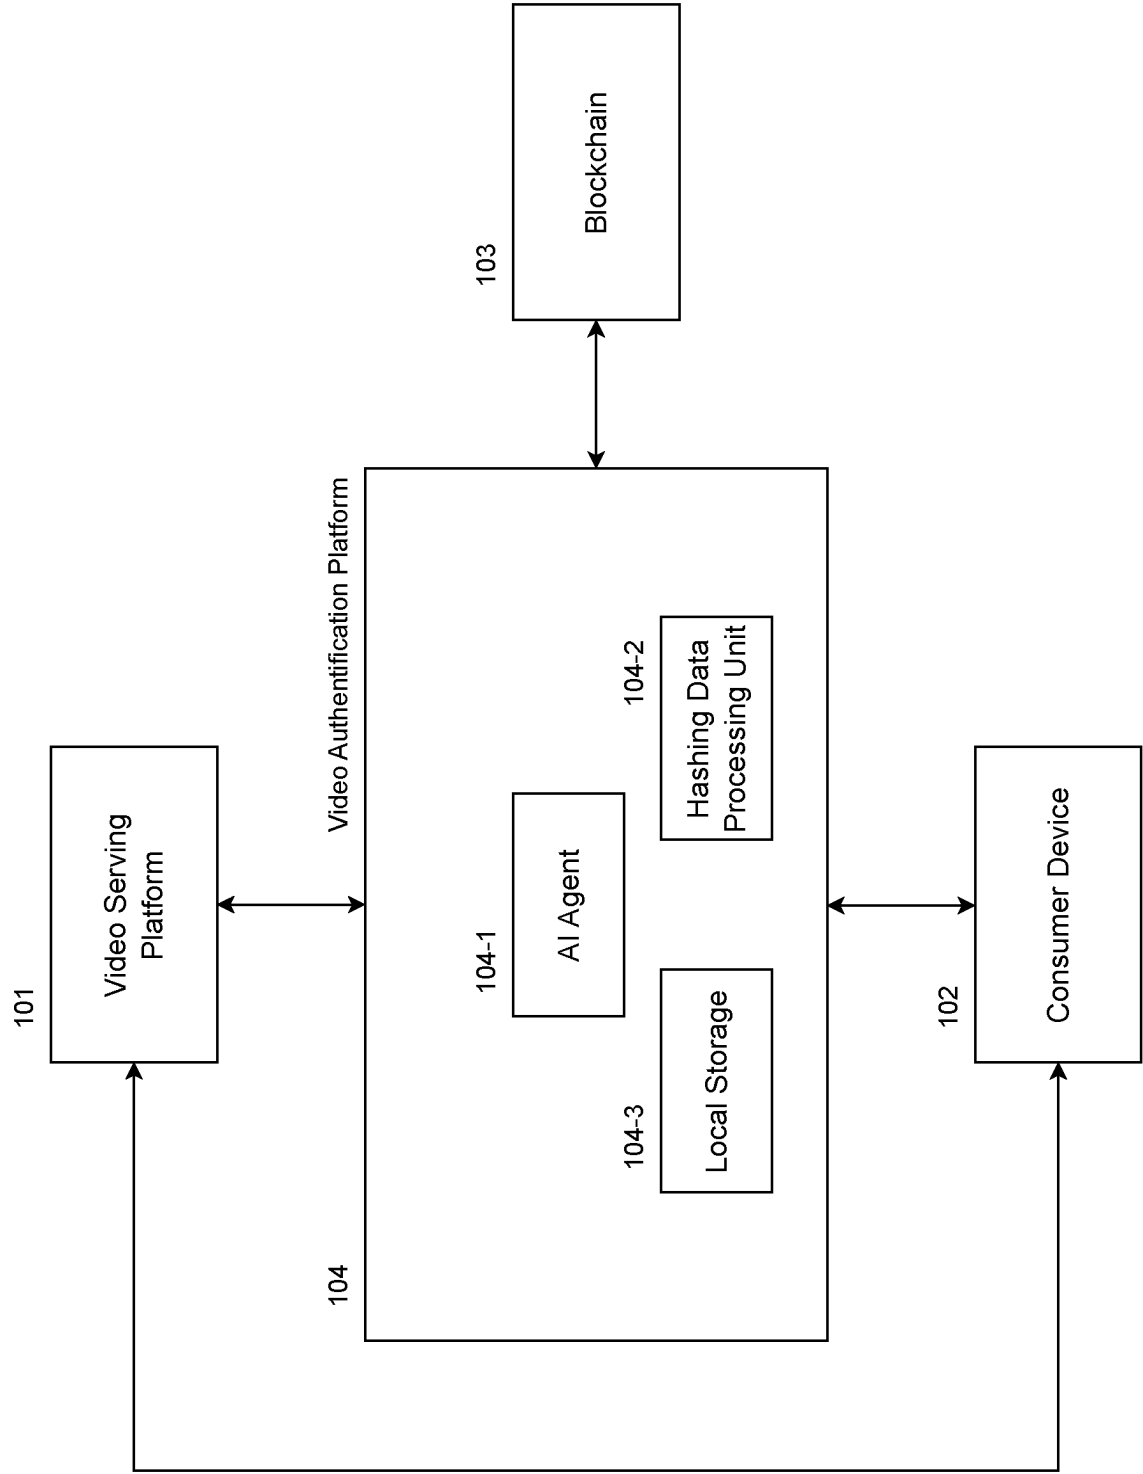 101
Video Serving
Platform
104
Video Authentification Platform
104-1
AI Agent
103
Blockchain
104-3
Local Storage
104-2
Hashing Data
Processing Unit
102
Consumer Device